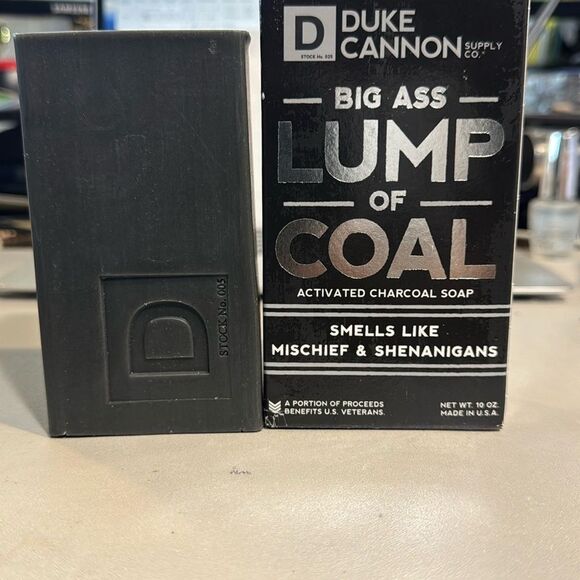 D
STOCK No. 005
D
STOCK No. 005
DUKE
CANNON SUPPLY CO.
BIG ASS
LUMP
OF
COAL
ACTIVATED CHARCOAL SOAP
SMELLS LIKE
MISCHIEF & SHENANIGANS
A PORTION OF PROCEEDS
BENEFITS U.S. VETERANS.
NET WT. 10 OZ.
MADE IN U.S.A.